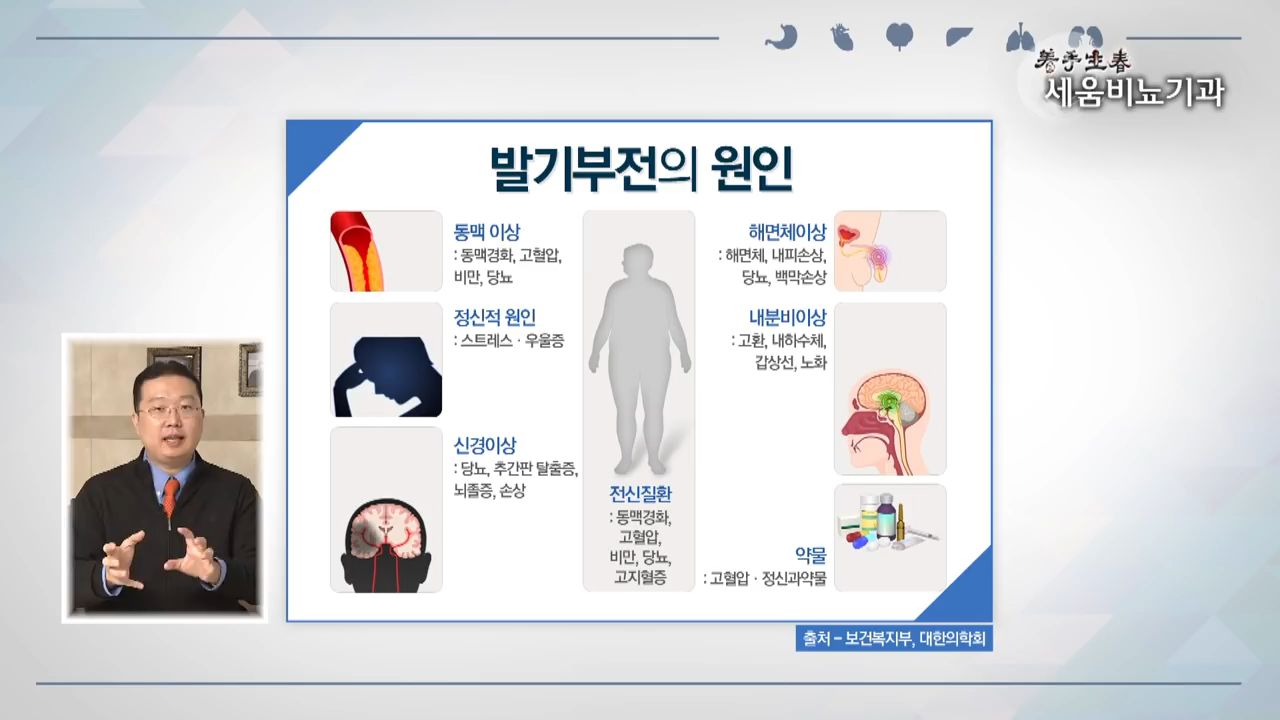 着手生春
세움비뇨기과
발기부전의 원인
동맥 이상
: 동맥경화, 고혈압,
비만, 당뇨
정신적 원인
: 스트레스 · 우울증
신경이상
: 당뇨, 추간판 탈출증,
뇌졸증, 손상
전신질환
: 동맥경화,
고혈압,
비만, 당뇨,
고지혈증
해면체이상
: 해면체, 내피손상,
당뇨, 백막손상
내분비이상
: 고환, 내하수체,
갑상선, 노화
약물
: 고혈압 · 정신과약물
출처 – 보건복지부, 대한의학회